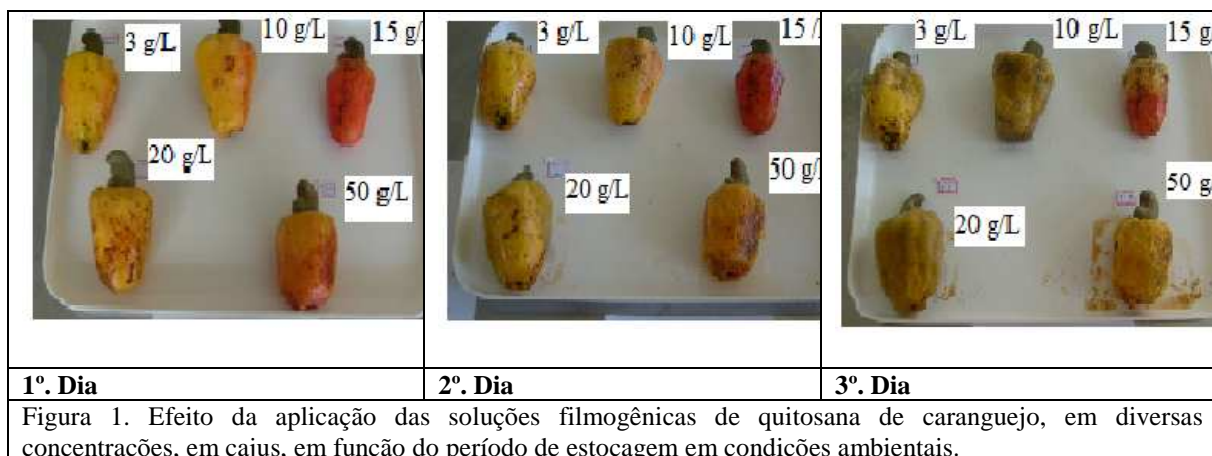 3 g/L
10 g/L
15 g/
20 g/L
50 g/L
3 g/L
10 g/L
15 /
20 g/L
50 g/
3 g/L
10 g/L
15 g
20 g/L
50 g
1º. Dia
2º. Dia
3º. Dia
Figura 1. Efeito da aplicação das soluções filmogênicas de quitosana de caranguejo, em diversas
concentrações, em cajus, em função do período de estocagem em condições ambientais.